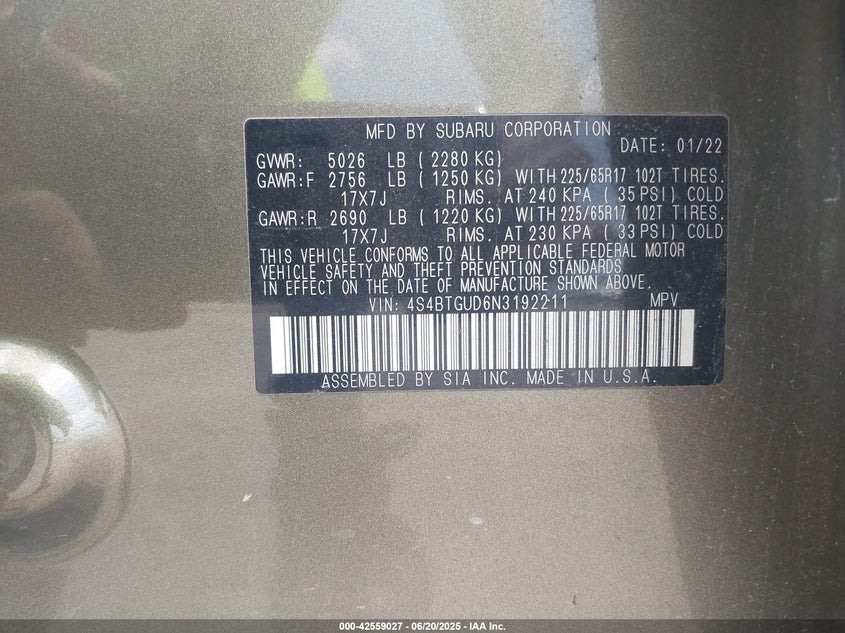 MFD BY SUBARU CORPORATION
DATE: 01/22
GVWR: 5026 LB ( 2280 KG)
GAWR:F 2756 LB ( 1250 KG) WITH 225/65R17 102T TIRES.
17X7J RIMS. AT 240 KPA ( 35 PSI) COLD
GAWR:R 2690 LB ( 1220 KG) WITH 225/65R17 102T TIRES.
17X7J RIMS. AT 230 KPA ( 33 PSI) COLD
THIS VEHICLE CONFORMS TO ALL APPLICABLE FEDERAL MOTOR
VEHICLE SAFETY AND THEFT PREVENTION STANDARDS
IN EFFECT ON THE DATE OF MANUFACTURE SHOWN ABOVE.
VIN: 4S4BTGUD6N3192211 MPV
ASSEMBLED BY SIA INC. MADE IN U.S.A.
000-42559027 - 06/20/2025 - IAA Inc.